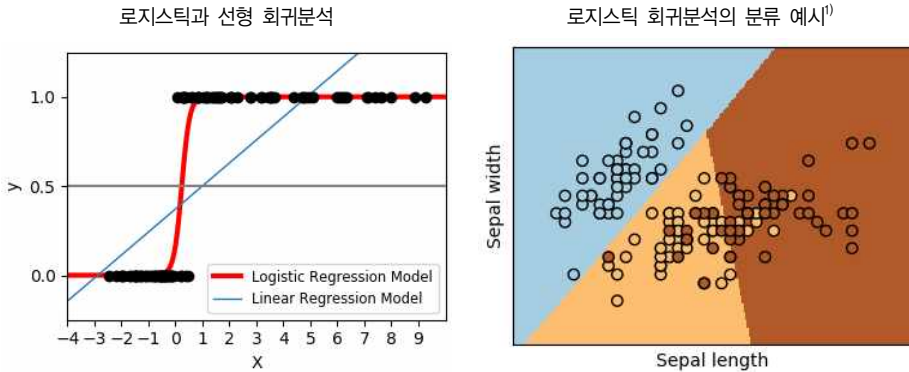 로지스틱과 선형 회귀분석
로지스틱 회귀분석의 분류 예시¹⁾
1.0
0.5
0.0
y
Logistic Regression Model
Linear Regression Model
−4 −3 −2 −1 0 1 2 3 4 5 6 7 8 9
X
Sepal width
Sepal length